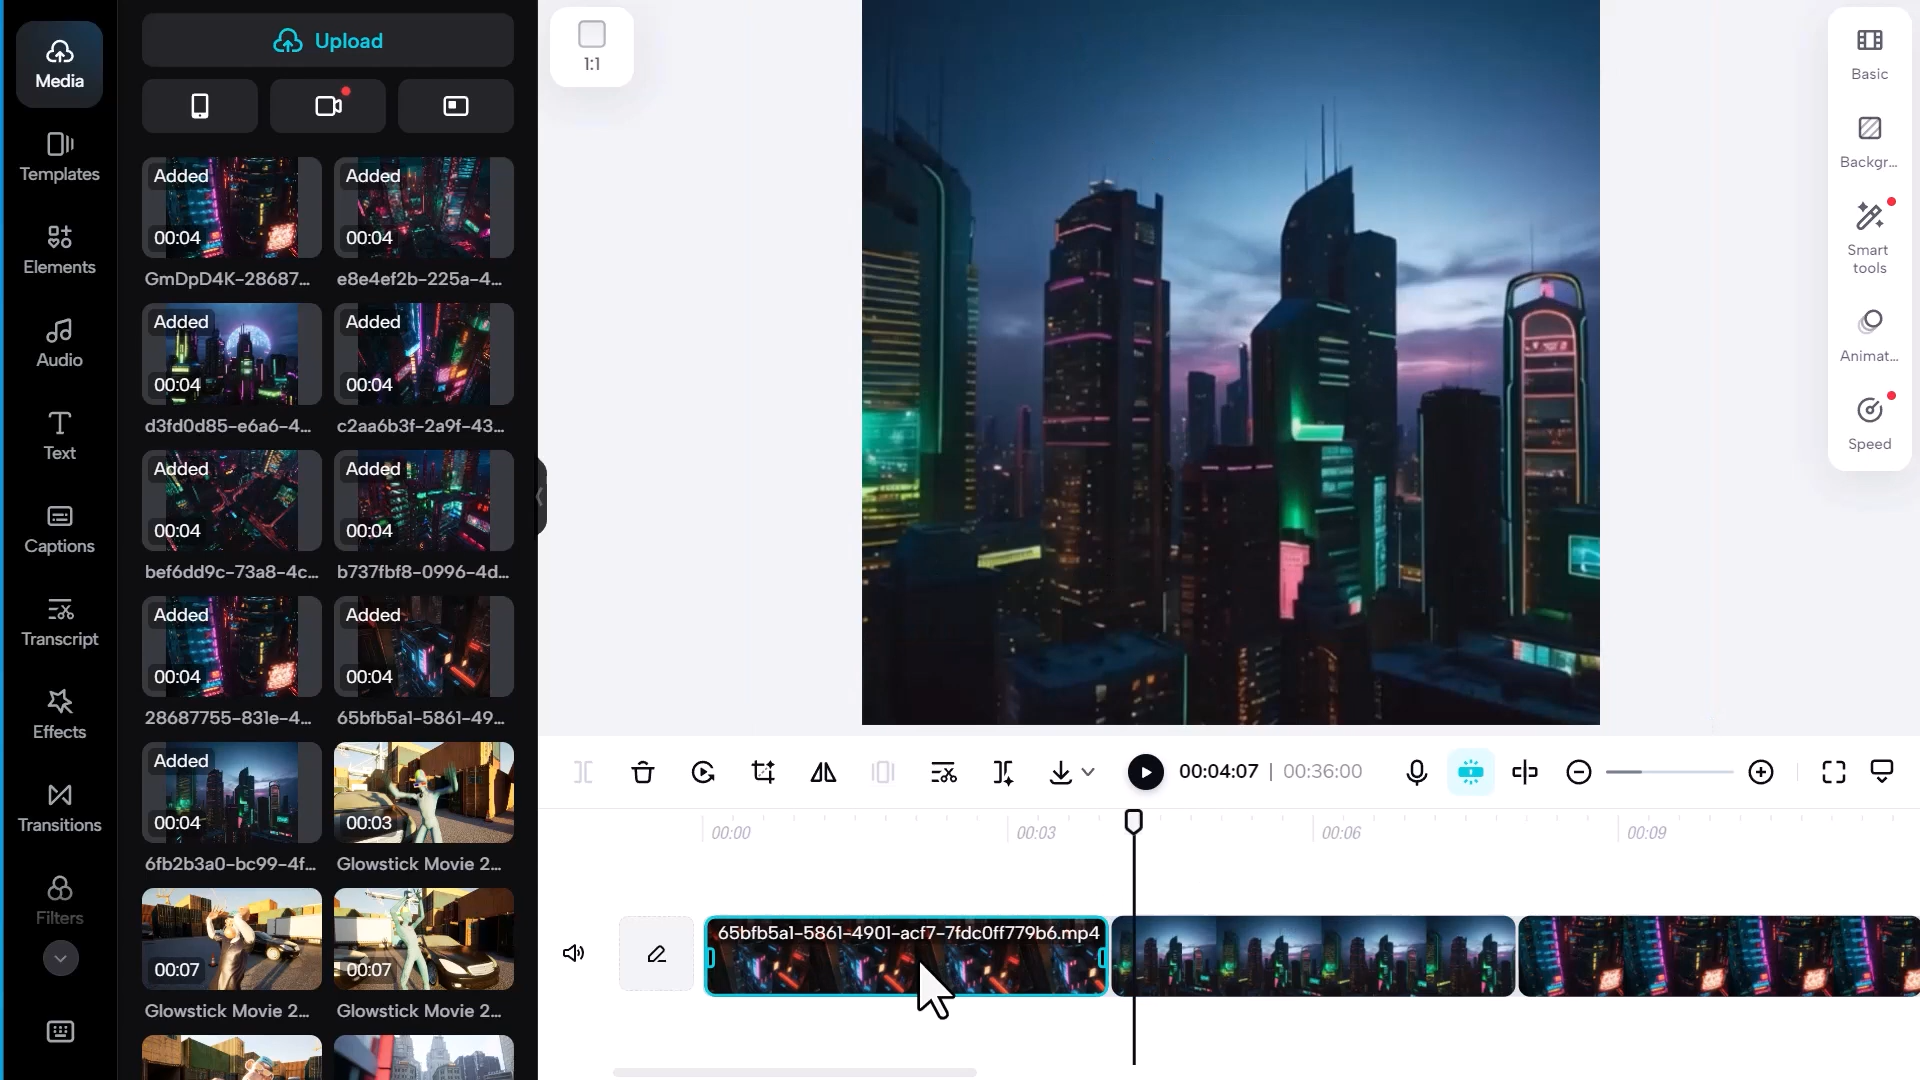 Media
Templates
Elements
Audio
Text
Captions
Transcript
Effects
Transitions
Filters
Upload
Added
00:04
GmDpD4K-28687...
Added
00:04
e8e4ef2b-225a-4...
Added
00:04
d3fd0d85-e6a6-4...
Added
00:04
c2aa6b3f-2a9f-43...
Added
00:04
bef6dd9c-73a8-4c...
Added
00:04
b737fbf8-0996-4d...
Added
00:04
28687755-831e-4...
Added
00:04
65bfb5a1-5861-49...
Added
00:04
6fb2b3a0-bc99-4f...
00:03
Glowstick Movie 2...
00:07
Glowstick Movie 2...
00:07
Glowstick Movie 2...
1:1
Basic
Backgr...
Smart
tools
Animat...
Speed
00:04:07 | 00:36:00
00:00 00:03 00:06 00:09
65bfb5a1-5861-4901-acf7-7fdc0ff779b6.mp4